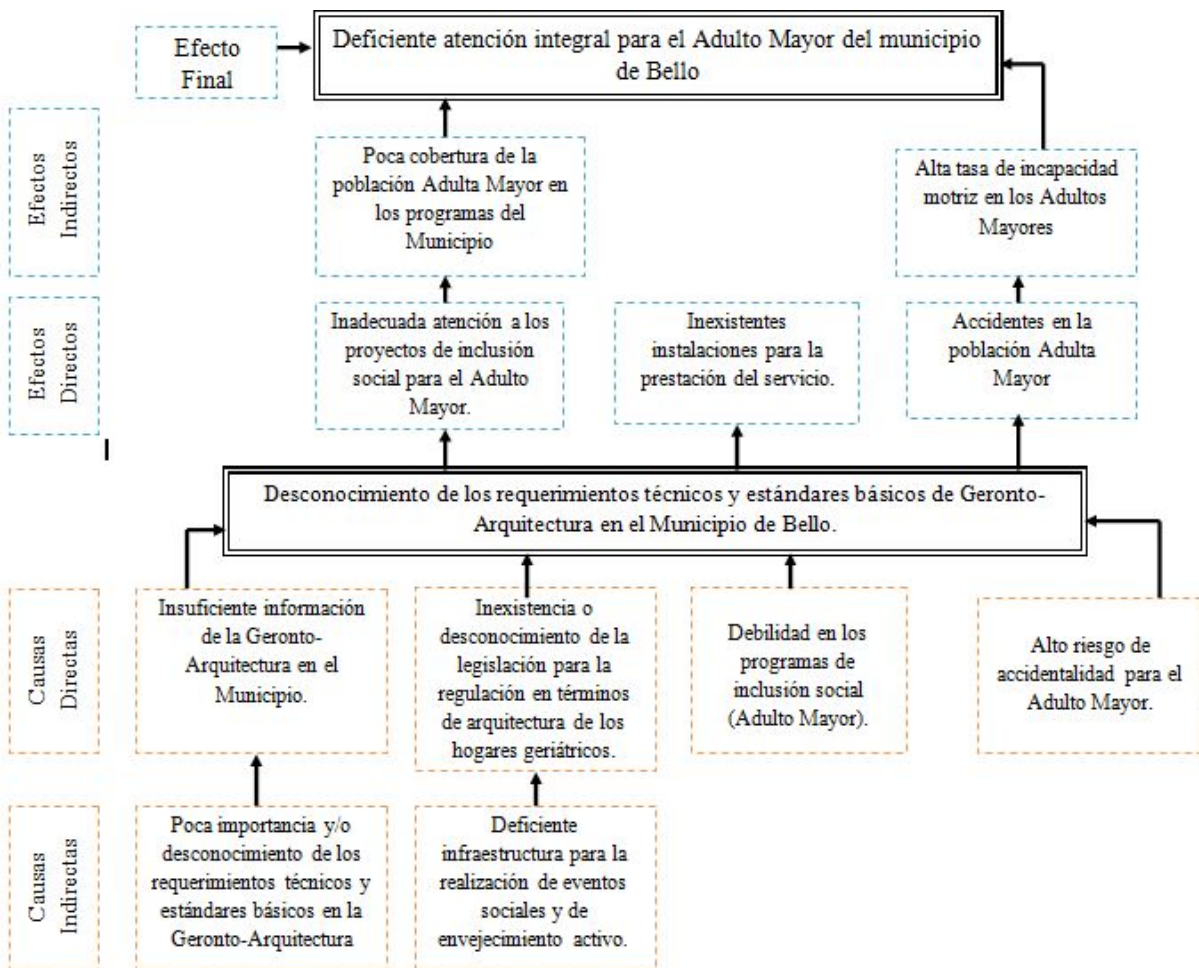 Efecto
Final
Deficiente atención integral para el Adulto Mayor del municipio
de Bello
Efectos
Indirectos
Poca cobertura de la
población Adulta Mayor en
los programas del
Municipio
Alta tasa de incapacidad
motriz en los Adultos
Mayores
Efectos
Directos
Inadecuada atención a los
proyectos de inclusión
social para el Adulto
Mayor.
Inexistentes
instalaciones para la
prestación del servicio.
Accidentes en la
población Adulta
Mayor
Desconocimiento de los requerimientos técnicos y estándares básicos de Geronto-
Arquitectura en el Municipio de Bello.
Causas
Directas
Insuficiente información
de la Geronto-
Arquitectura en el
Municipio.
Inexistencia o
desconocimiento de la
legislación para la
regulación en términos
de arquitectura de los
hogares geriátricos.
Debilidad en los
programas de
inclusión social
(Adulto Mayor).
Alto riesgo de
accidentalidad para el
Adulto Mayor.
Causas
Indirectas
Poca importancia y/o
desconocimiento de los
requerimientos técnicos y
estándares básicos en la
Geronto-Arquitectura
Deficiente
infraestructura para la
realización de eventos
sociales y de
envejecimiento activo.